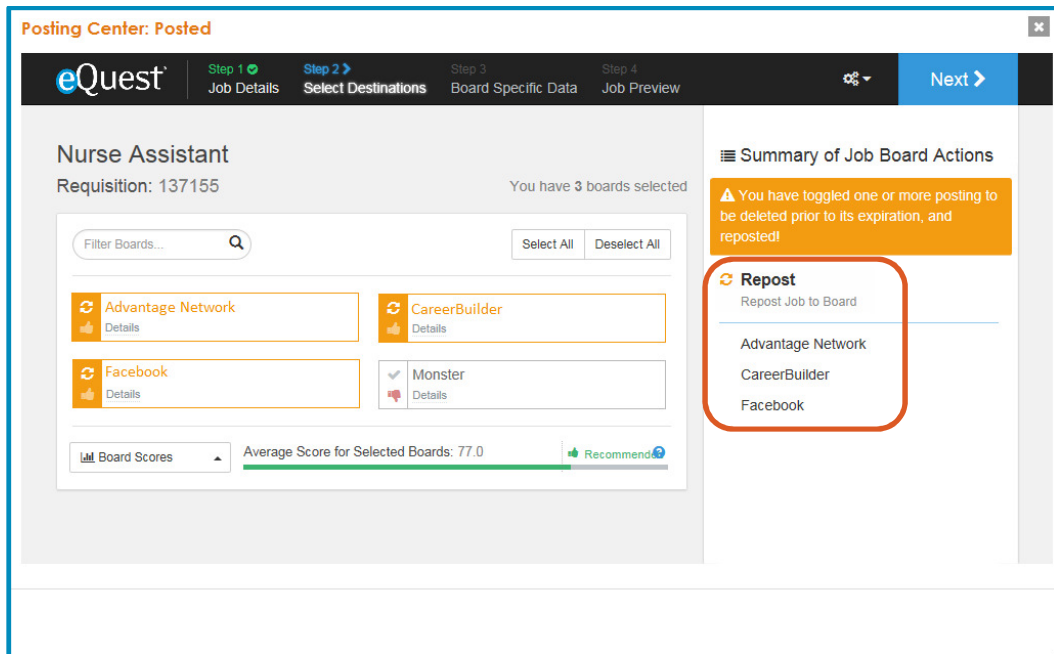 Posting Center: Posted
eQuest
Step 1
Job Details
Step 2
Select Destinations
Step 3
Board Specific Data
Step 4
Job Preview
Next
Nurse Assistant
Requisition: 137155
You have 3 boards selected
Filter Boards...
Select All
Deselect All
Advantage Network
Details
CareerBuilder
Details
Facebook
Details
Monster
Details
Board Scores
Average Score for Selected Boards: 77.0
Recommende
Summary of Job Board Actions
You have toggled one or more posting to
be deleted prior to its expiration, and
reposted!
Repost
Repost Job to Board
Advantage Network
CareerBuilder
Facebook